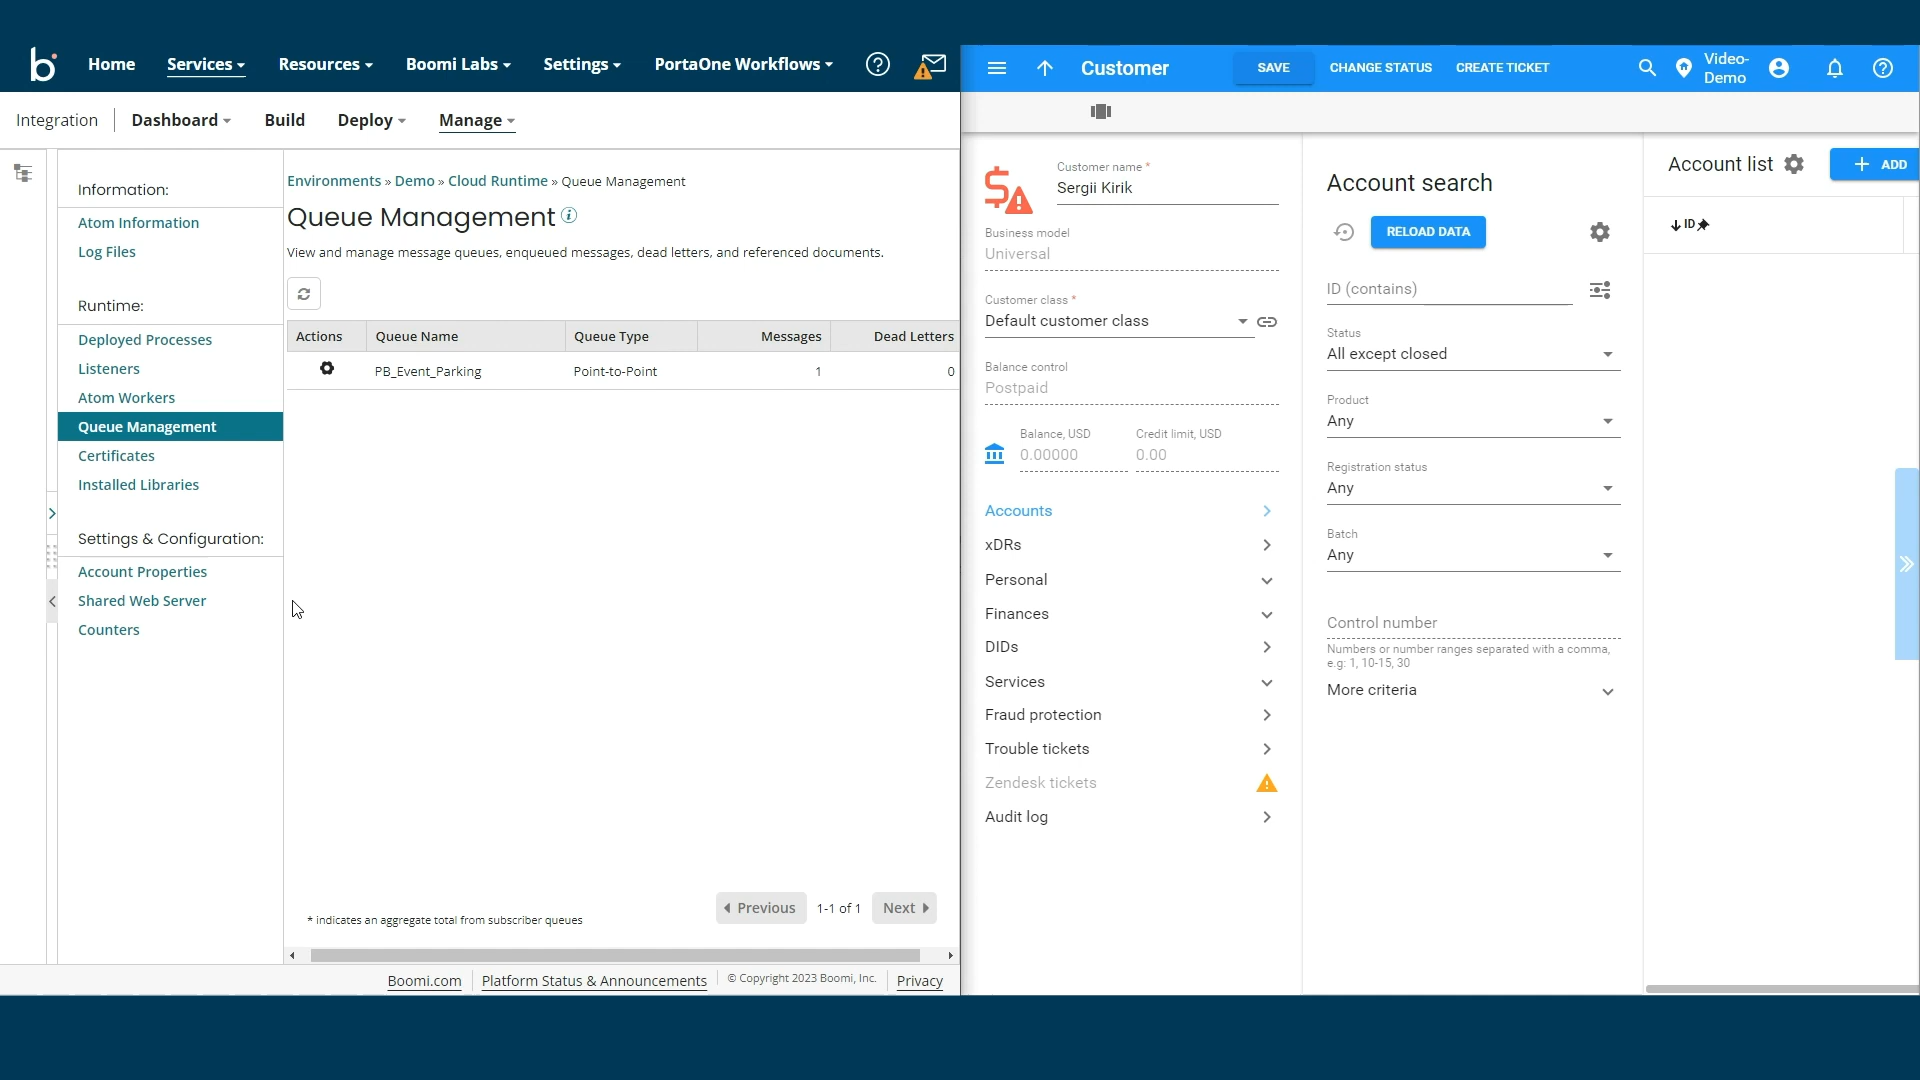 b
Home
Services
Resources
Boomi Labs
Settings
PortaOne Workflows
Integration
Dashboard
Build
Deploy
Manage
Information:
Atom Information
Log Files
Runtime:
Deployed Processes
Listeners
Atom Workers
Queue Management
Certificates
Installed Libraries
Settings & Configuration:
Account Properties
Shared Web Server
Counters
Environments » Demo » Cloud Runtime » Queue Management
Queue Management
View and manage message queues, enqueued messages, dead letters, and referenced documents.
Actions Queue Name Queue Type Messages Dead Letters
PB_Event_Parking Point-to-Point 1 0
* indicates an aggregate total from subscriber queues
Previous 1-1 of 1 Next
Boomi.com Platform Status & Announcements © Copyright 2023 Boomi, Inc. Privacy
Customer
SAVE
CHANGE STATUS
CREATE TICKET
Video-
Demo
Customer name *
Sergii Kirik
Business model
Universal
Customer class *
Default customer class
Balance control
Postpaid
Balance, USD Credit limit, USD
0.00000 0.00
Accounts
xDRs
Personal
Finances
DIDs
Services
Fraud protection
Trouble tickets
Zendesk tickets
Audit log
Account search
RELOAD DATA
ID (contains)
Status
All except closed
Product
Any
Registration status
Any
Batch
Any
Control number
Numbers or number ranges separated with a comma,
e.g: 1, 10-15, 30
More criteria
Account list
ADD
ID